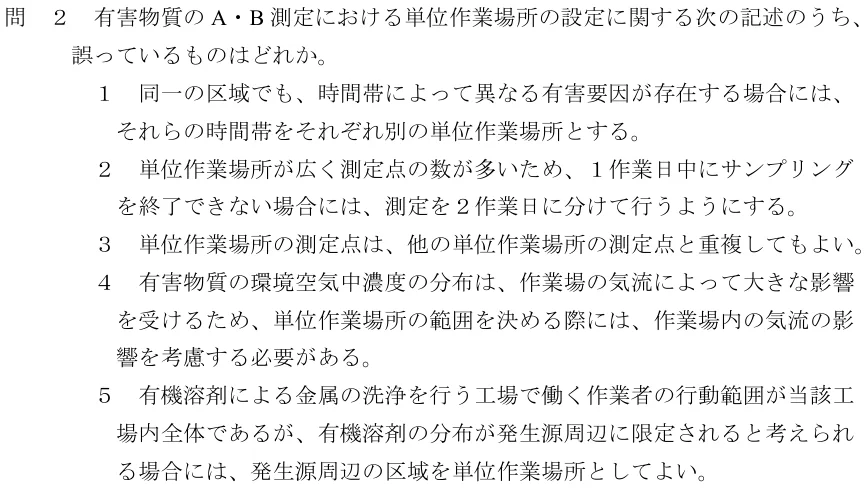 問　２　有害物質の A・B 測定における単位作業場所の設定に関する次の記述のうち、
誤っているものはどれか。
１　同一の区域でも、時間帯によって異なる有害要因が存在する場合には、
それらの時間帯をそれぞれ別の単位作業場所とする。
２　単位作業場所が広く測定点の数が多いため、１作業日中にサンプリング
を終了できない場合には、測定を２作業日に分けて行うようにする。
３　単位作業場所の測定点は、他の単位作業場所の測定点と重複してもよい。
４　有害物質の環境空気中濃度の分布は、作業場の気流によって大きな影響
を受けるため、単位作業場所の範囲を決める際には、作業場内の気流の影
響を考慮する必要がある。
５　有機溶剤による金属の洗浄を行う工場で働く作業者の行動範囲が当該工
場内全体であるが、有機溶剤の分布が発生源周辺に限定されると考えられ
る場合には、発生源周辺の区域を単位作業場所としてよい。